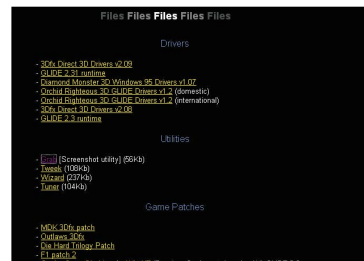 Files Files Files Files Files
Drivers
- 3Dfx Direct 3D Drivers v2.09
- GLIDE 2.31 runtime
- Diamond Monster 3D Windows 95 Drivers v1.07
- Orchid Righteous 3D GLIDE Drivers v1.2 (domestic)
- Orchid Righteous 3D GLIDE Drivers v1.2 (international)
- 3Dfx Direct 3D Drivers v2.08
- GLIDE 2.3 runtime
Utilities
- Grab [Screenshot utility] (56Kb)
- Tweek (108Kb)
- Wizard (237Kb)
- Tuner (104Kb)
Game Patches
- MDK 3Dfx patch
- Outlaws 3Dfx
- Die Hard Trilogy Patch
- F1 patch 2